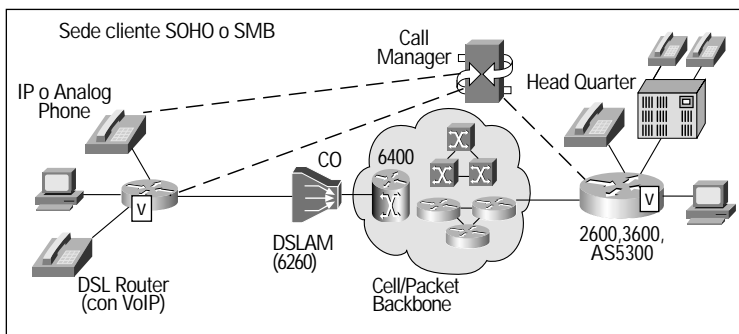 Sede cliente SOHO o SMB
Call
Manager
IP o Analog
Phone
Head Quarter
CO
6400
V
V
DSLAM
(6260)
2600,3600,
AS5300
DSL Router
(con VoIP)
Cell/Packet
Backbone